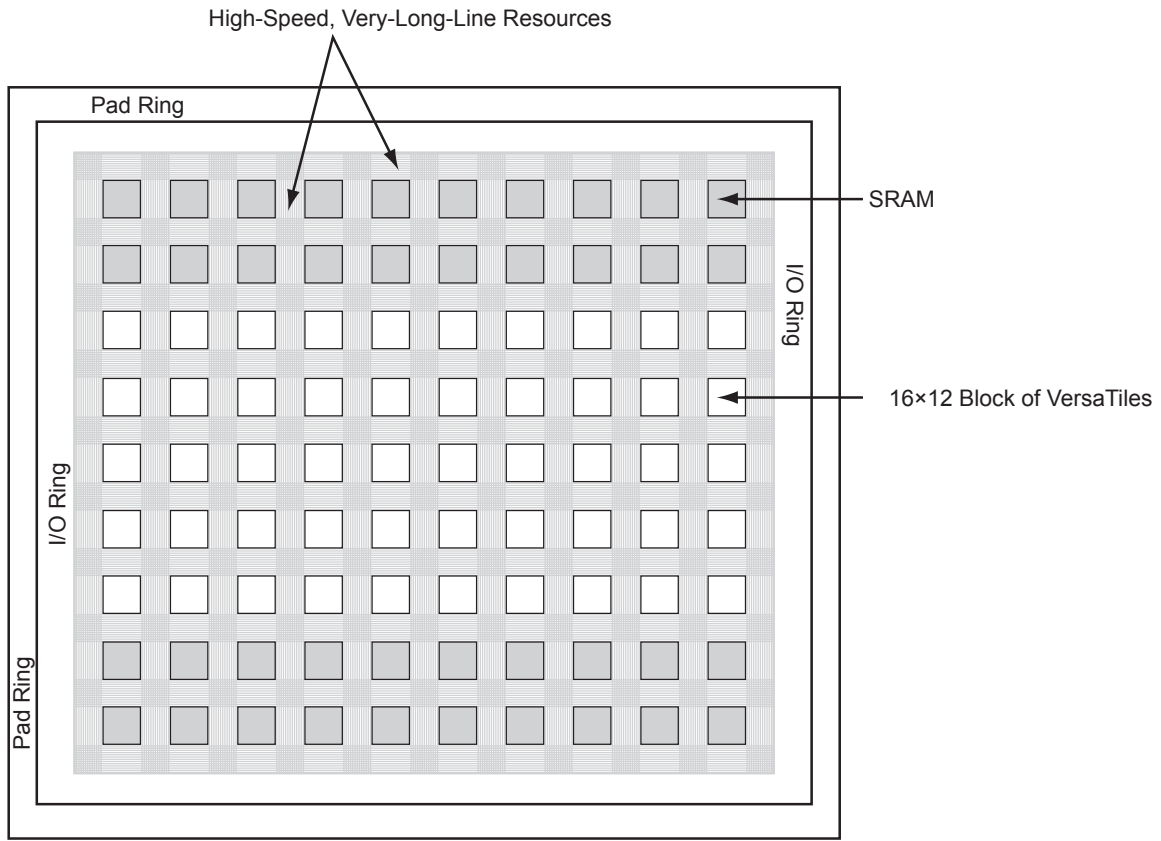 High-Speed, Very-Long-Line Resources
Pad Ring
SRAM
I/O Ring
16×12 Block of VersaTiles
I/O Ring
Pad Ring